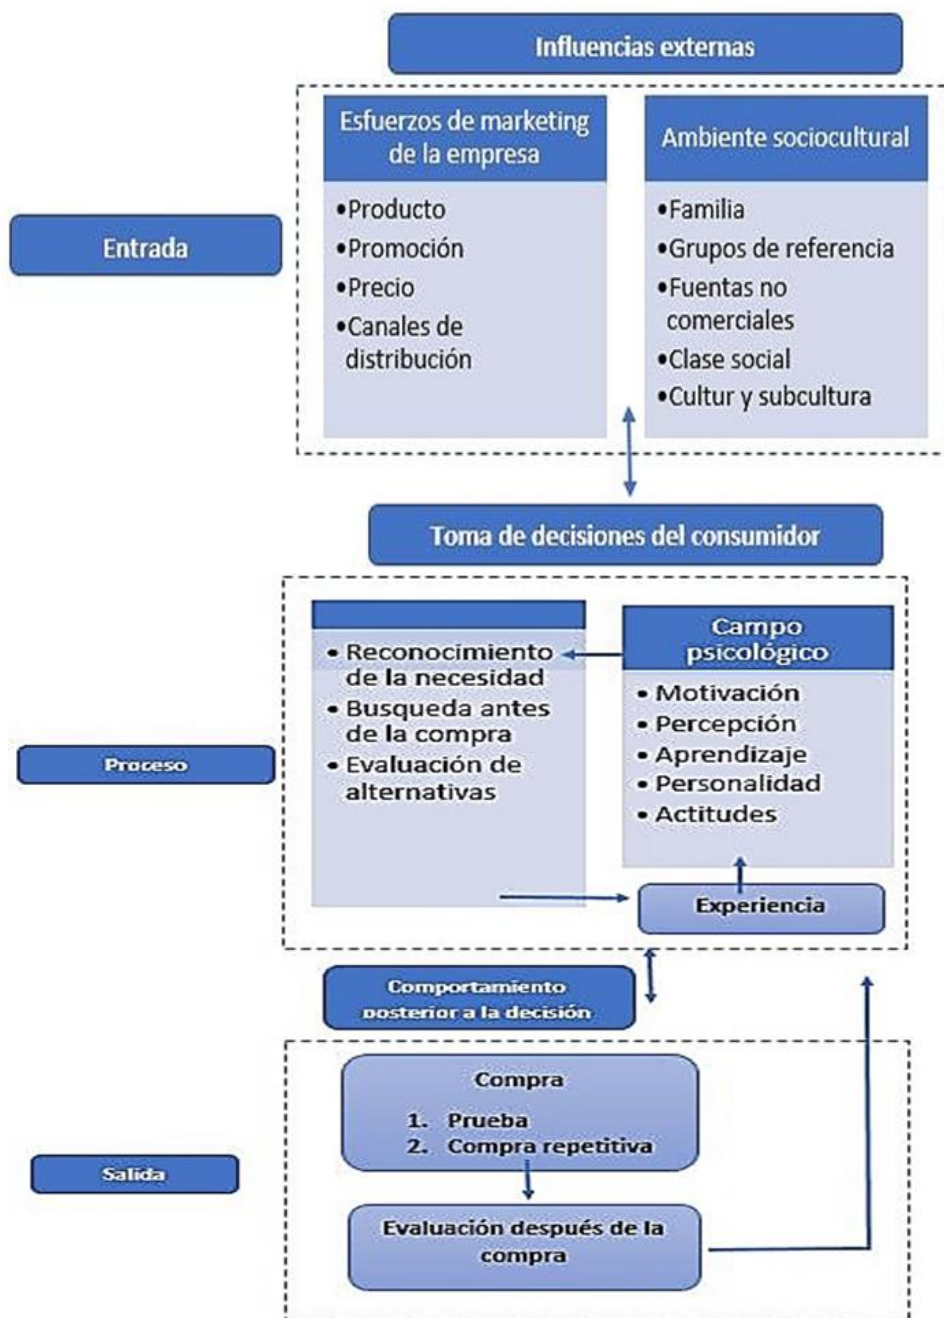 Influencias externas
Esfuerzos de marketing
de la empresa
•Producto
•Promoción
•Precio
•Canales de
distribución
Ambiente sociocultural
•Familia
•Grupos de referencia
•Fuentas no
comerciales
•Clase social
•Cultur y subcultura
Entrada
Toma de decisiones del consumidor
• Reconocimiento
de la necesidad
• Busqueda antes
de la compra
• Evaluación de
alternativas
Campo
psicológico
• Motivación
• Percepción
• Aprendizaje
• Personalidad
• Actitudes
Proceso
Experiencia
Comportamiento
posterior a la decisión
Compra
1. Prueba
2. Compra repetitiva
Salida
Evaluación después de la
compra